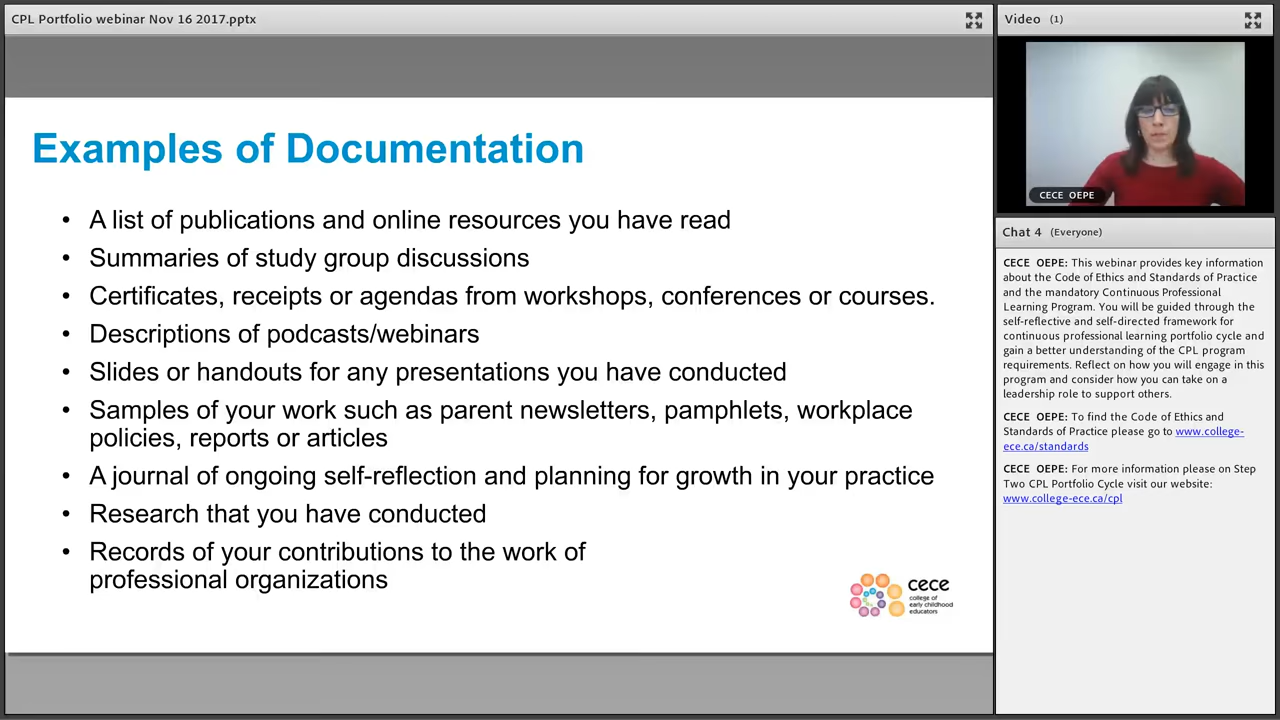 CPL Portfolio webinar Nov 16 2017.pptx
Examples of Documentation
• A list of publications and online resources you have read
• Summaries of study group discussions
• Certificates, receipts or agendas from workshops, conferences or courses.
• Descriptions of podcasts/webinars
• Slides or handouts for any presentations you have conducted
• Samples of your work such as parent newsletters, pamphlets, workplace
policies, reports or articles
• A journal of ongoing self-reflection and planning for growth in your practice
• Research that you have conducted
• Records of your contributions to the work of
professional organizations
cece
college of
early childhood
educators
Video (1)
CECE OEPE
Chat 4 (Everyone)
CECE OEPE: This webinar provides key information
about the Code of Ethics and Standards of Practice
and the mandatory Continuous Professional
Learning Program. You will be guided through the
self-reflective and self-directed framework for
continuous professional learning portfolio cycle and
gain a better understanding of the CPL program
requirements. Reflect on how you will engage in this
program and consider how you can take on a
leadership role to support others.
CECE OEPE: To find the Code of Ethics and
Standards of Practice please go to www.college-
ece.ca/standards
CECE OEPE: For more information please on Step
Two CPL Portfolio Cycle visit our website:
www.college-ece.ca/cpl